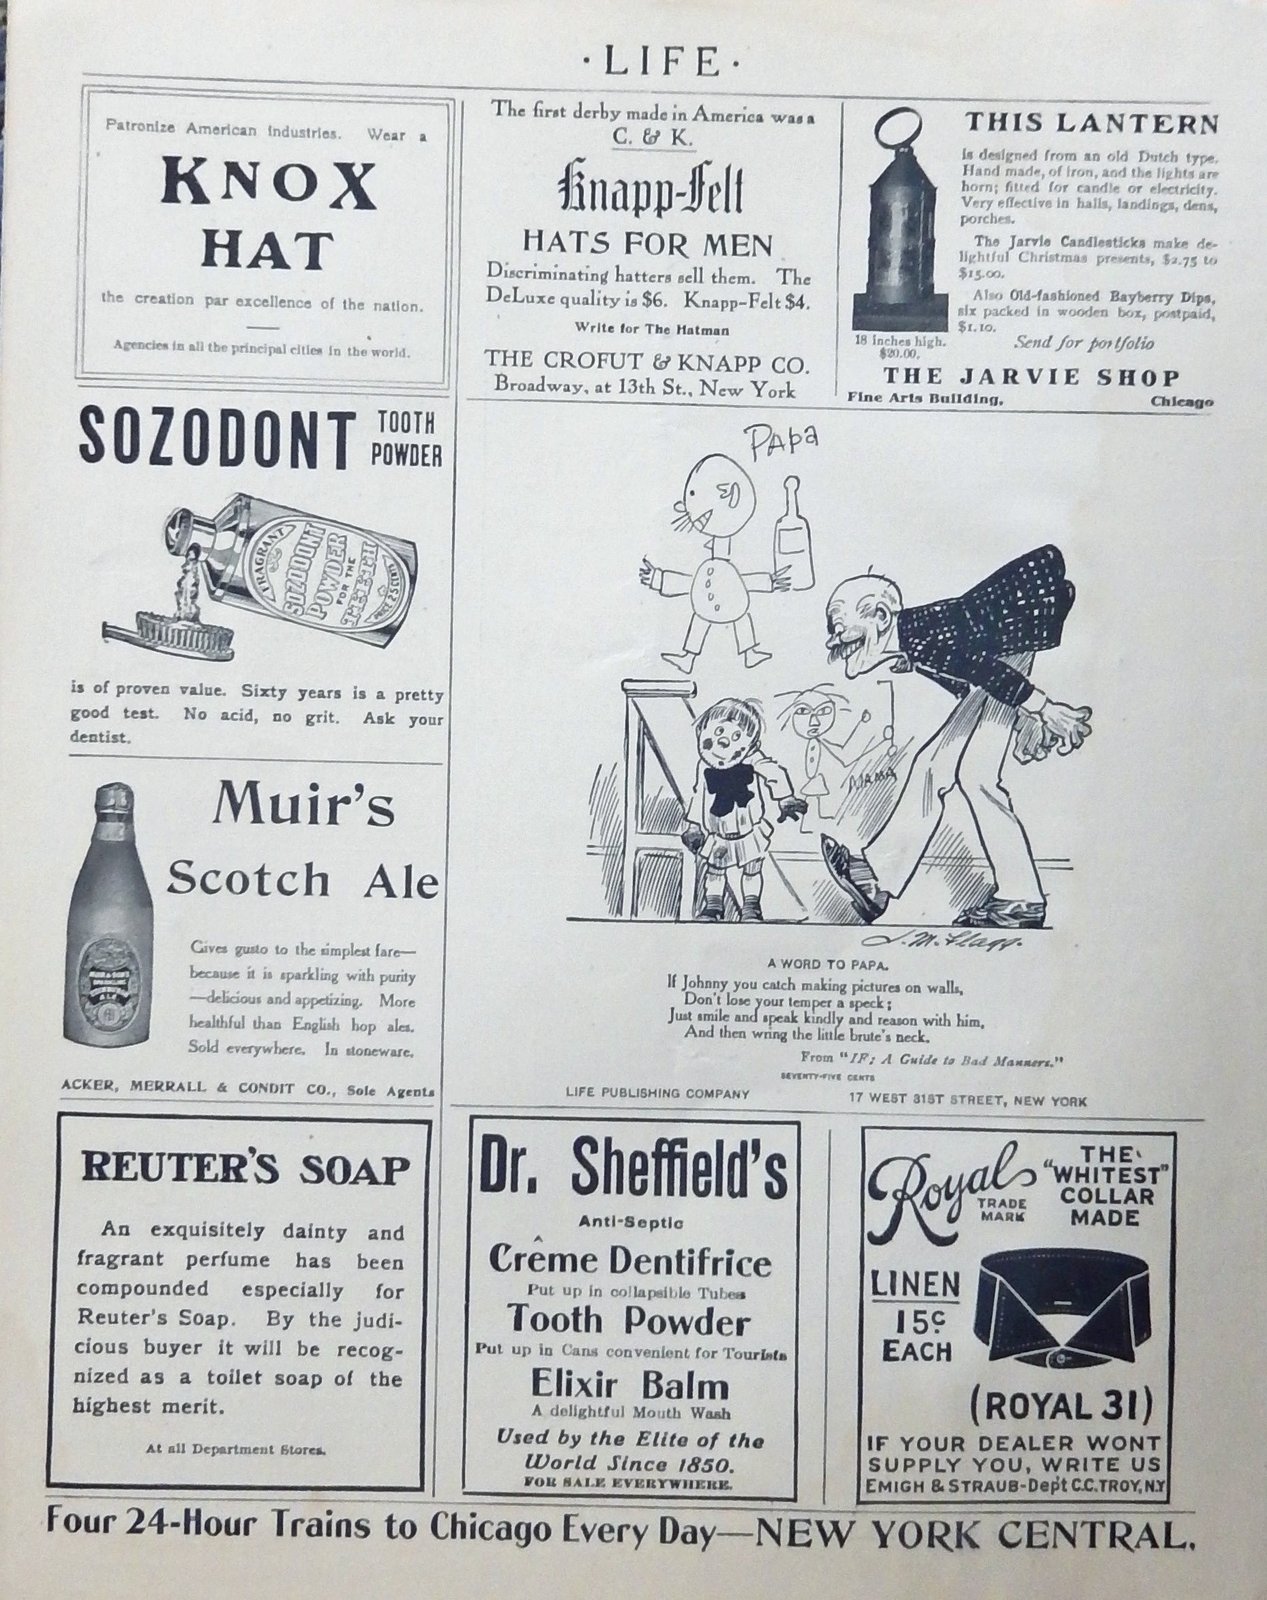 · LIFE ·
Patronize American Industries. Wear a
KNOX
HAT
the creation par excellence of the nation.
Agencies in all the principal cities in the world.
The first derby made in America was a
C. & K.
Knapp-Felt
HATS FOR MEN
Discriminating hatters sell them. The
DeLuxe quality is $6. Knapp-Felt $4.
Write for The Hatman
THE CROFUT & KNAPP CO.
Broadway, at 13th St., New York
THIS LANTERN
is designed from an old Dutch type.
Hand made, of iron, and the lights are
horn; fitted for candle or electricity.
Very effective in halls, landings, dens,
porches.
The Jarvie Candlesticks make de-
lightful Christmas presents, $2.75 to
$15.00.
Also Old-fashioned Bayberry Dips,
six packed in wooden box, postpaid,
$1.10.
18 inches high.
$20.00.
Send for portfolio
THE JARVIE SHOP
Fine Arts Building, Chicago
SOZODONT TOOTH
POWDER
FRAGRANT
SOZODONT
POWDER
FOR THE
TEETH
is of proven value. Sixty years is a pretty
good test. No acid, no grit. Ask your
dentist.
Muir's
Scotch Ale
Gives gusto to the simplest fare—
because it is sparkling with purity
—delicious and appetizing. More
healthful than English hop ales.
Sold everywhere. In stoneware.
ACKER, MERRALL & CONDIT CO., Sole Agents
PAPa
MAMA
J. M. Flagg.
A WORD TO PAPA.
If Johnny you catch making pictures on walls,
Don't lose your temper a speck;
Just smile and speak kindly and reason with him,
And then wring the little brute's neck.
From "IF; A Guide to Bad Manners."
SEVENTY-FIVE CENTS
LIFE PUBLISHING COMPANY 17 WEST 31ST STREET, NEW YORK
REUTER'S SOAP
An exquisitely dainty and
fragrant perfume has been
compounded especially for
Reuter's Soap. By the judi-
cious buyer it will be recog-
nized as a toilet soap of the
highest merit.
At all Department Stores.
Dr. Sheffield's
Anti-Septic
Crême Dentifrice
Put up in collapsible Tubes
Tooth Powder
Put up in Cans convenient for Tourists
Elixir Balm
A delightful Mouth Wash
Used by the Elite of the
World Since 1850.
FOR SALE EVERYWHERE.
Royal
TRADE
MARK
THE
"WHITEST"
COLLAR
MADE
LINEN
15¢
EACH
(ROYAL 31)
IF YOUR DEALER WONT
SUPPLY YOU, WRITE US
EMIGH & STRAUB-Dep't C.C. TROY, N.Y.
Four 24-Hour Trains to Chicago Every Day—NEW YORK CENTRAL.